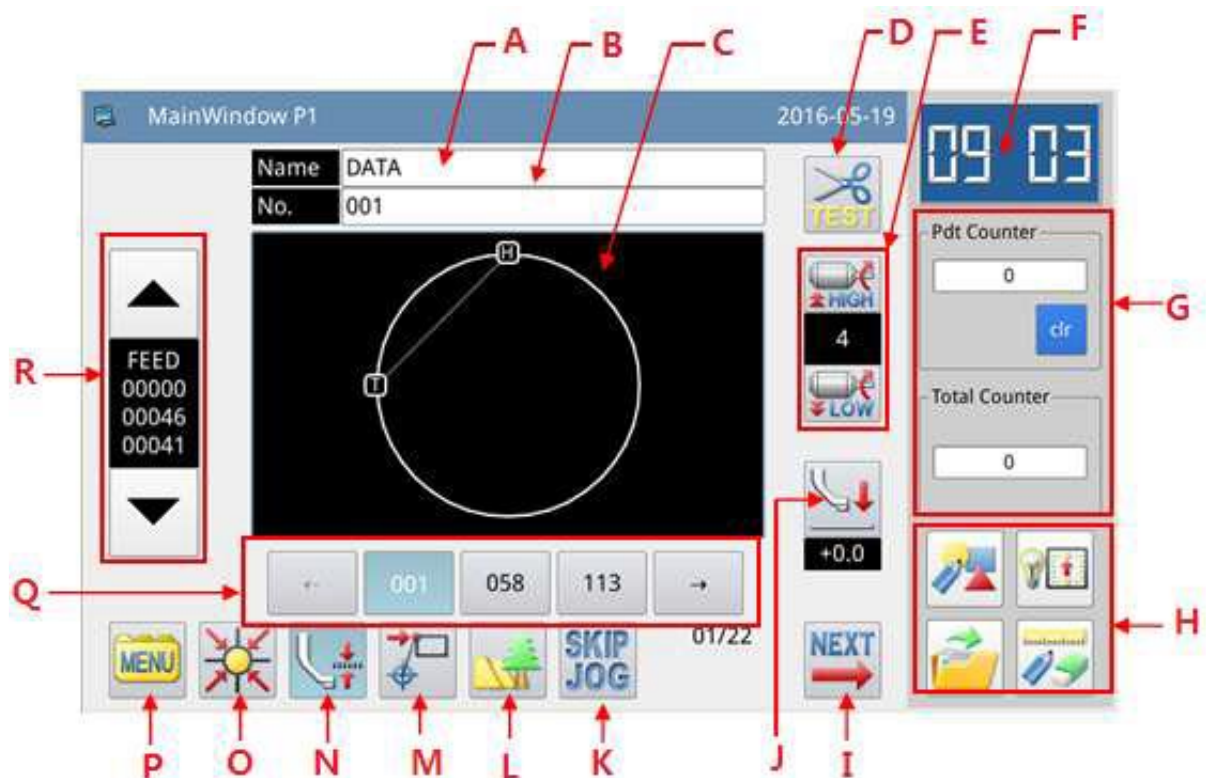 A
B
C
D
E
F
MainWindow P1
2016-05-19
09 03
Name
DATA
No.
001
TEST
Pdt Counter
0
clr
G
H
HIGH
4
LOW
T
R
FEED
00000
00046
00041
Total Counter
0
+0.0
Q
←
001
058
113
→
01/22
MENU
SKIP
JOG
NEXT
H
P
O
N
M
L
K
J
I